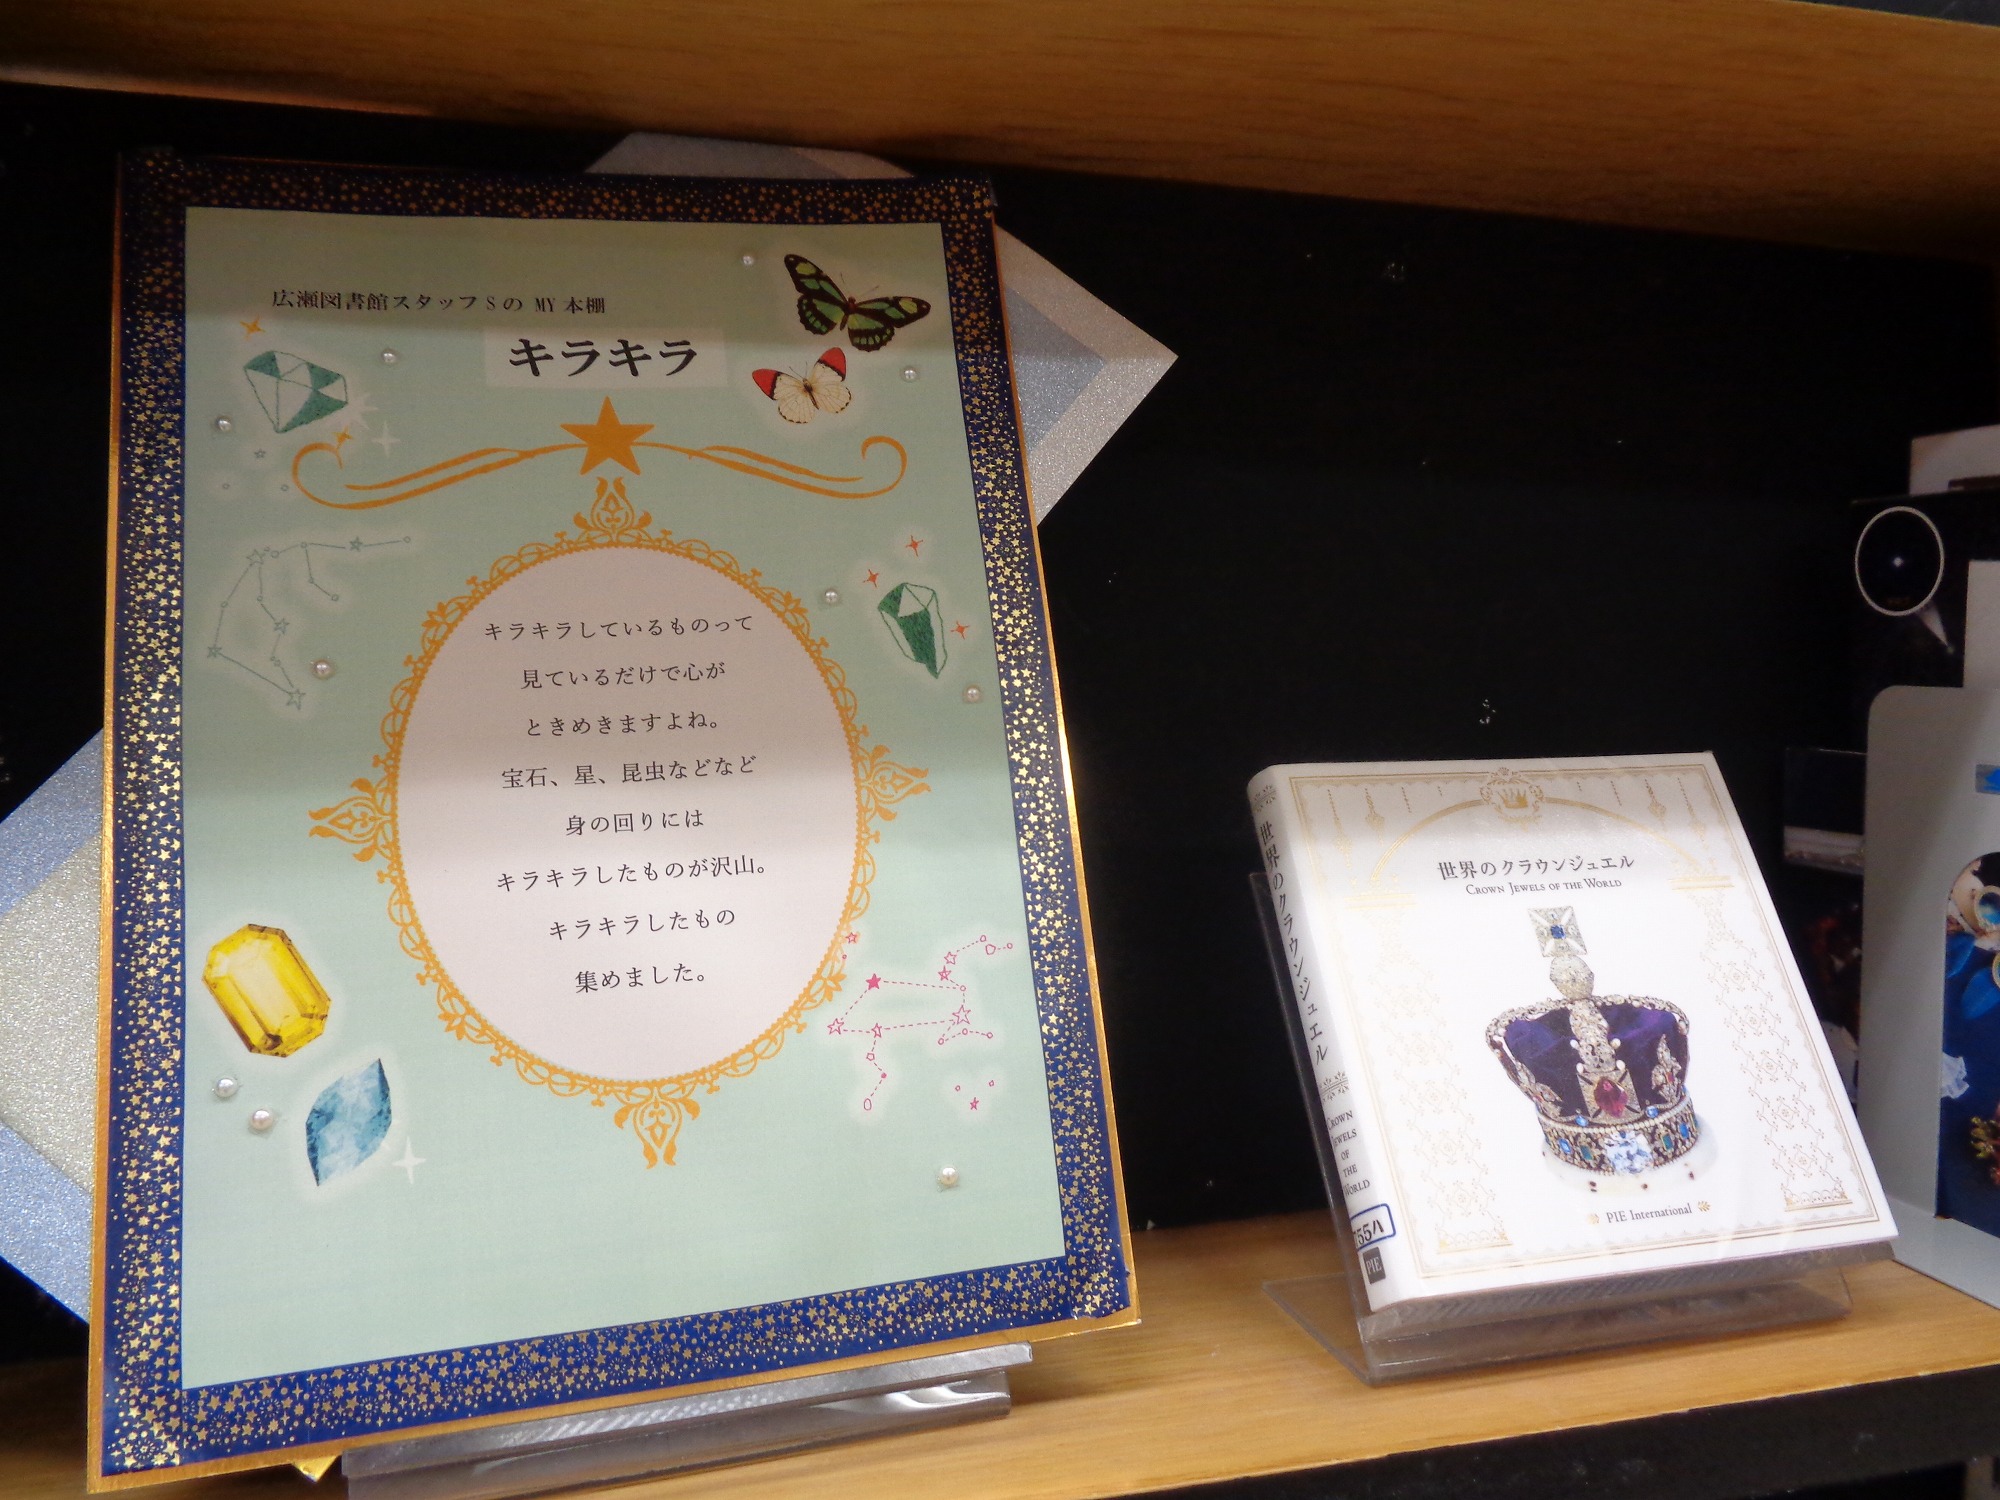 広瀬図書館スタッフSの MY本棚
キラキラ
キラキラしているものって
見ているだけで心が
ときめきますよね。
宝石、星、昆虫などなど
身の回りには
キラキラしたものが沢山。
キラキラしたもの
集めました。
世界のクラウンジュエル
CROWN JEWELS OF THE WORLD
PIE International
世界のクラウンジュエル
CROWN
JEWELS
OF
THE
WORLD
755A
PIE